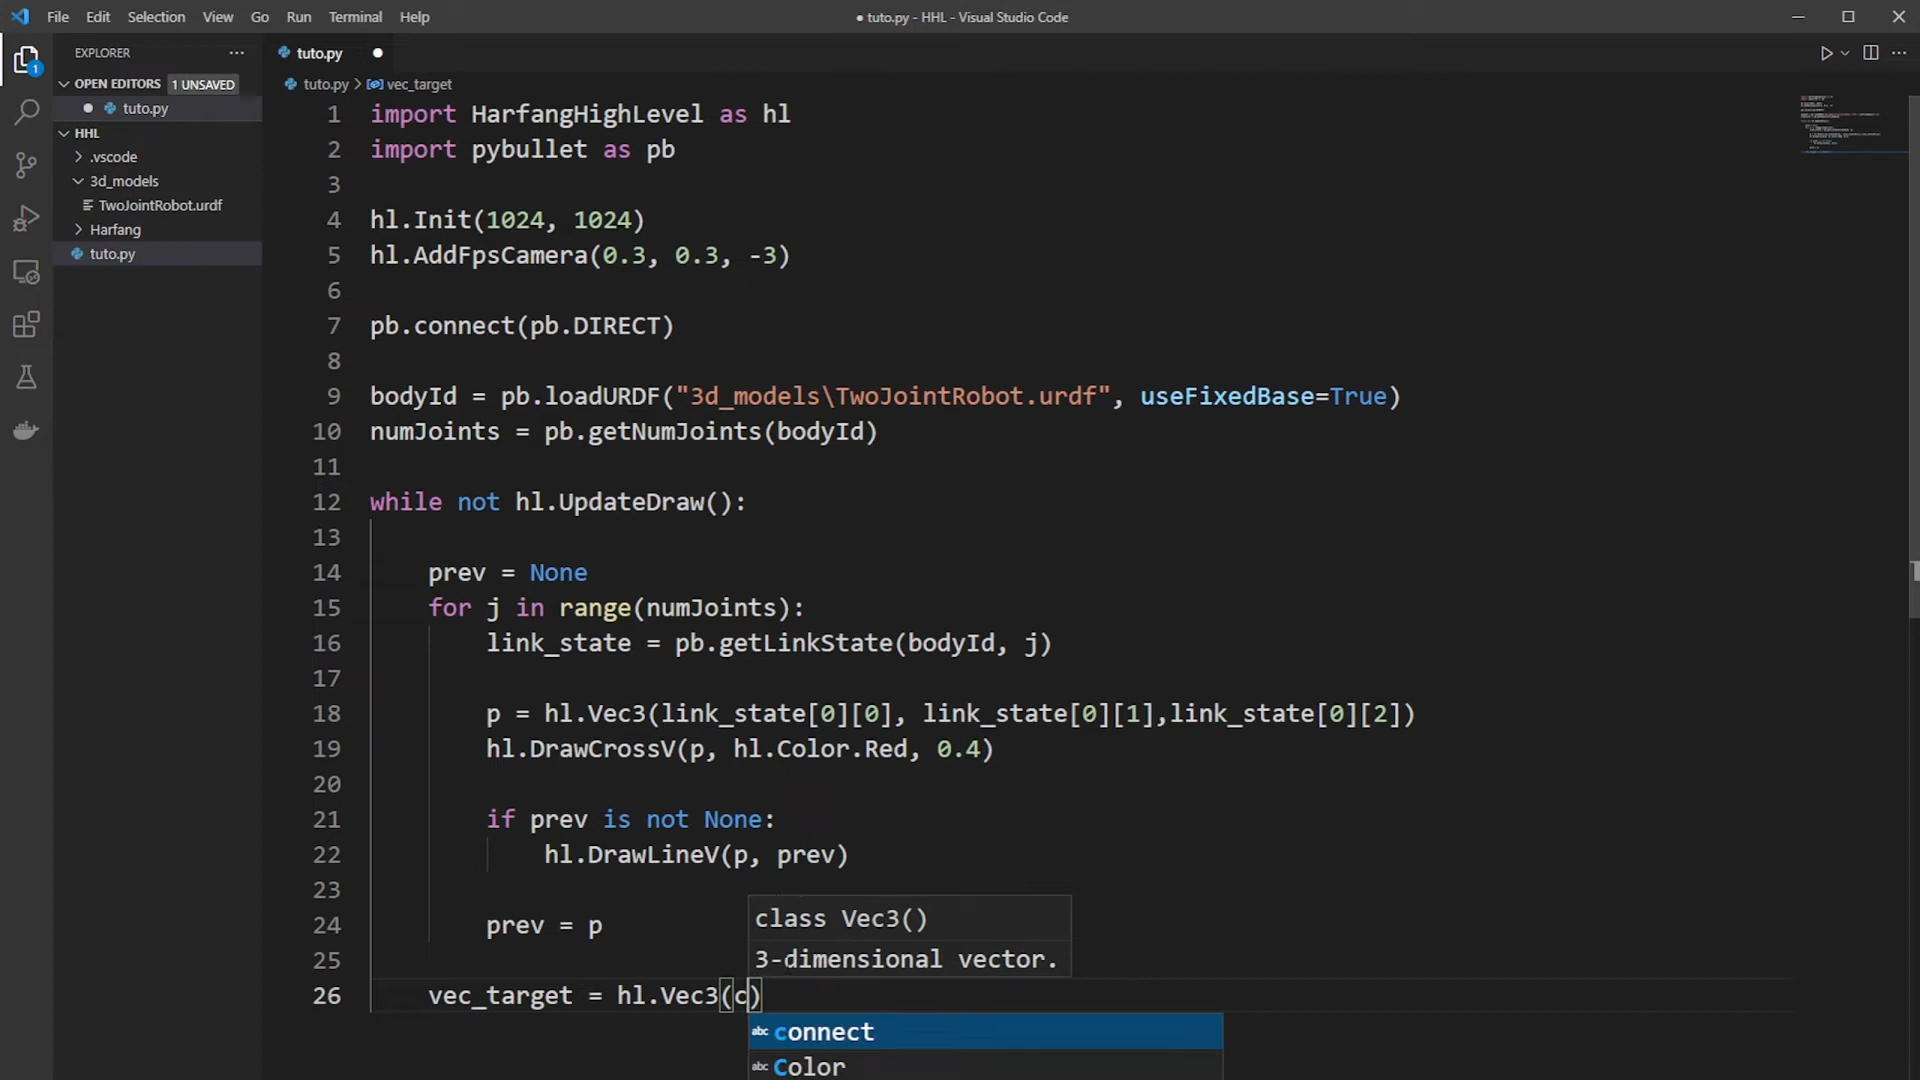 File Edit Selection View Go Run Terminal Help
● tuto.py - HHL - Visual Studio Code
EXPLORER
OPEN EDITORS 1 UNSAVED
tuto.py
HHL
.vscode
3d_models
TwoJointRobot.urdf
Harfang
tuto.py
1
tuto.py
tuto.py > vec_target
1 import HarfangHighLevel as hl
2 import pybullet as pb
3
4 hl.Init(1024, 1024)
5 hl.AddFpsCamera(0.3, 0.3, -3)
6
7 pb.connect(pb.DIRECT)
8
9 bodyId = pb.loadURDF("3d_models\TwoJointRobot.urdf", useFixedBase=True)
10 numJoints = pb.getNumJoints(bodyId)
11
12 while not hl.UpdateDraw():
13
14 prev = None
15 for j in range(numJoints):
16 link_state = pb.getLinkState(bodyId, j)
17
18 p = hl.Vec3(link_state[0][0], link_state[0][1],link_state[0][2])
19 hl.DrawCrossV(p, hl.Color.Red, 0.4)
20
21 if prev is not None:
22 hl.DrawLineV(p, prev)
23
24 prev = p
25
26 vec_target = hl.Vec3(c)
class Vec3()
3-dimensional vector.
abc connect
abc Color